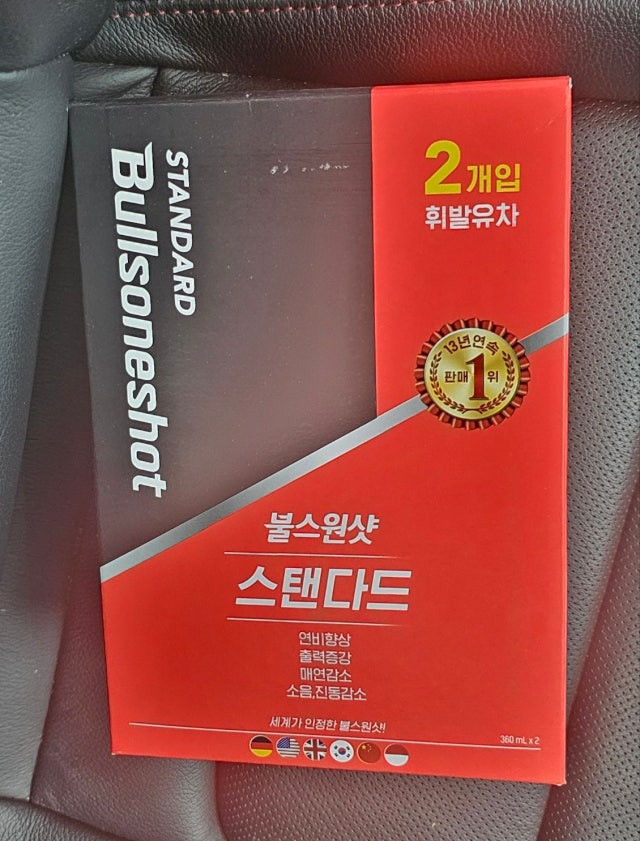 STANDARD
Bullsoneshot
2개입
휘발유차
13년연속
판매 1위
불스원샷
스탠다드
연비향상
출력증강
매연감소
소음,진동감소
세계가 인정한 불스원샷!
360 mL x 2